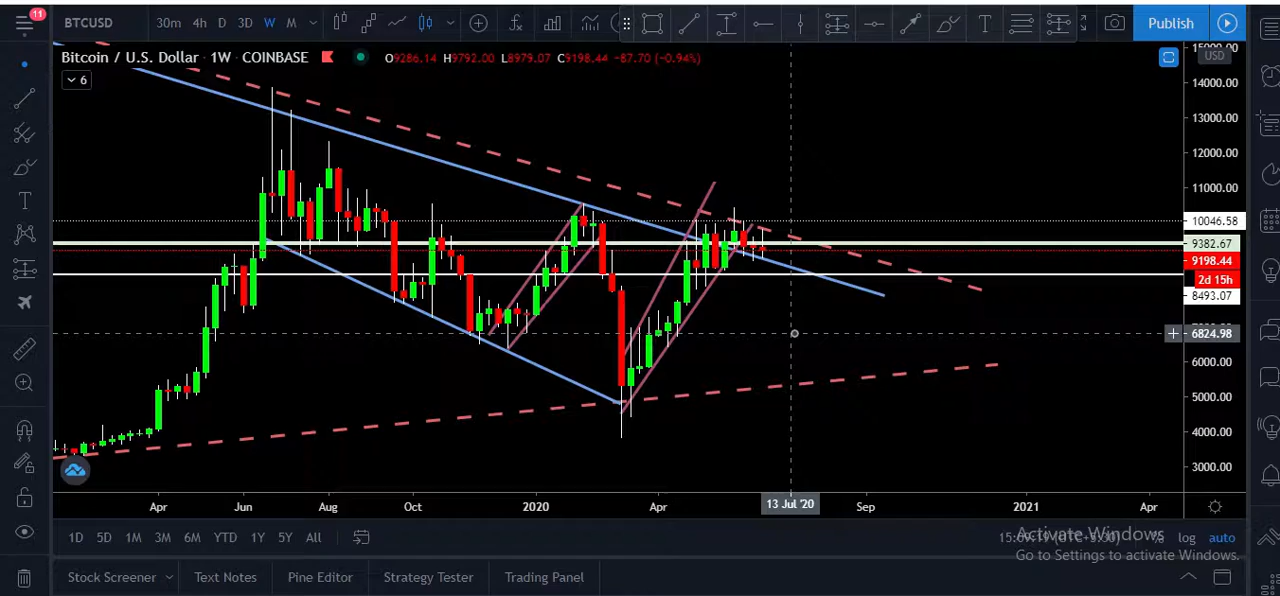 11
BTCUSD
30m 4h D 3D W M
Publish
Bitcoin / U.S. Dollar · 1W · COINBASE O9286.14 H9792.00 L8979.07 C9198.44 -87.70 (-0.94%)
6
USD
15000.00
14000.00
13000.00
12000.00
11000.00
10046.58
9382.67
9198.44
2d 15h
8493.07
6824.98
6000.00
5000.00
4000.00
3000.00
Apr Jun Aug Oct 2020 Apr 13 Jul '20 Sep 2021 Apr
1D 5D 1M 3M 6M YTD 1Y 5Y All % log auto
Activate Windows
Go to Settings to activate Windows.
Stock Screener Text Notes Pine Editor Strategy Tester Trading Panel